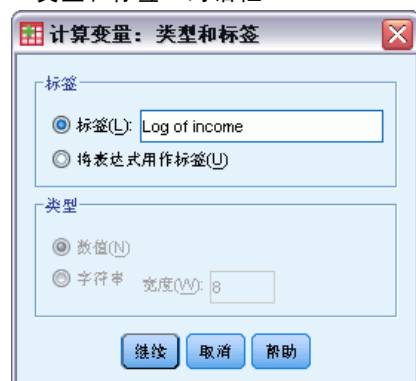 计算变量：类型和标签
标签
标签(L): Log of income
将表达式用作标签(U)
类型
数值(N)
字符串 宽度(W): 8
继续 取消 帮助